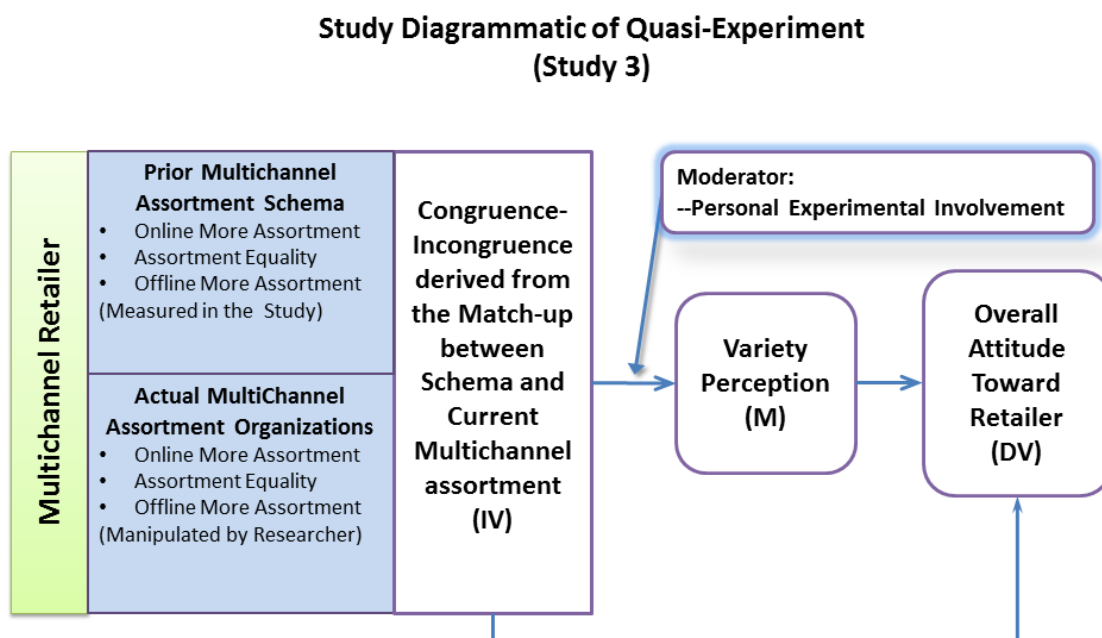 Study Diagrammatic of Quasi-Experiment
(Study 3)
Multichannel Retailer
Prior Multichannel
Assortment Schema
• Online More Assortment
• Assortment Equality
• Offline More Assortment
(Measured in the Study)
Actual MultiChannel
Assortment Organizations
• Online More Assortment
• Assortment Equality
• Offline More Assortment
(Manipulated by Researcher)
Congruence-
Incongruence
derived from
the Match-up
between
Schema and
Current
Multichannel
assortment
(IV)
Moderator:
--Personal Experimental Involvement
Variety
Perception
(M)
Overall
Attitude
Toward
Retailer
(DV)